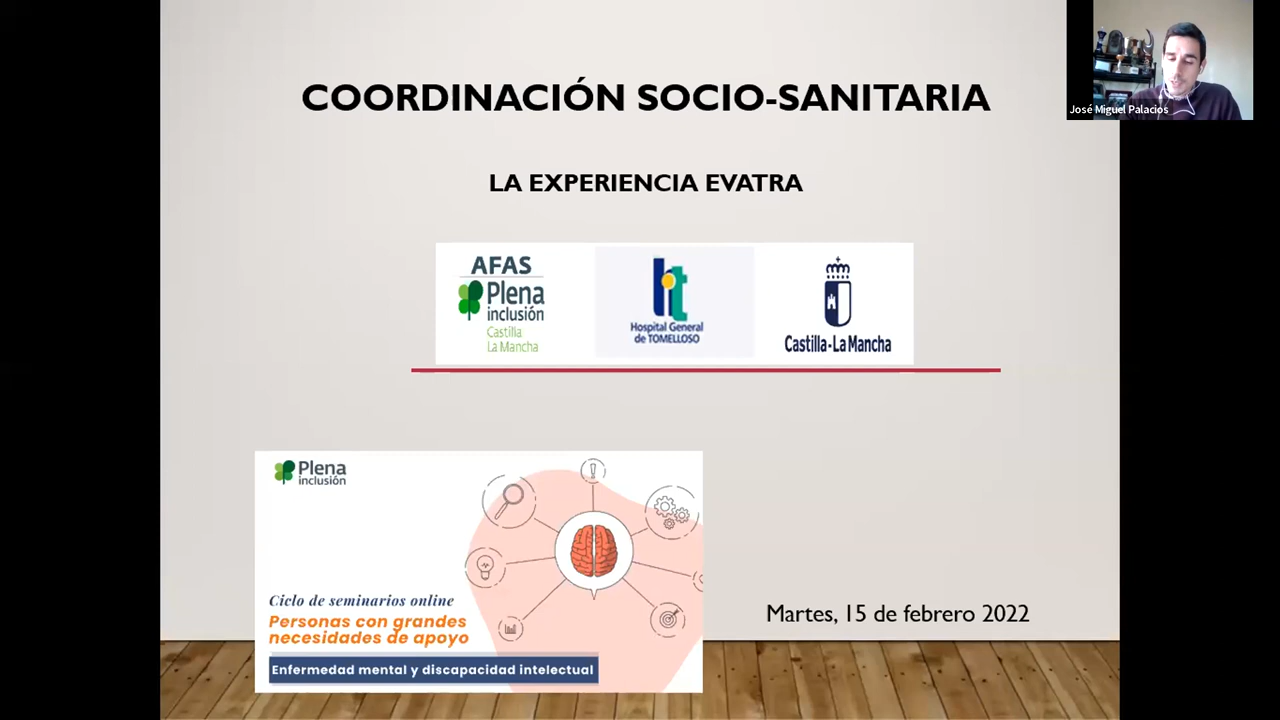 COORDINACIÓN SOCIO-SANITARIA
José Miguel Palacios
LA EXPERIENCIA EVATRA
AFAS
Plena
inclusión
Castilla
La Mancha
Hospital General
de TOMELLOSO
Castilla-La Mancha
Plena
inclusión
Ciclo de seminarios online
Personas con grandes
necesidades de apoyo
Enfermedad mental y discapacidad intelectual
Martes, 15 de febrero 2022